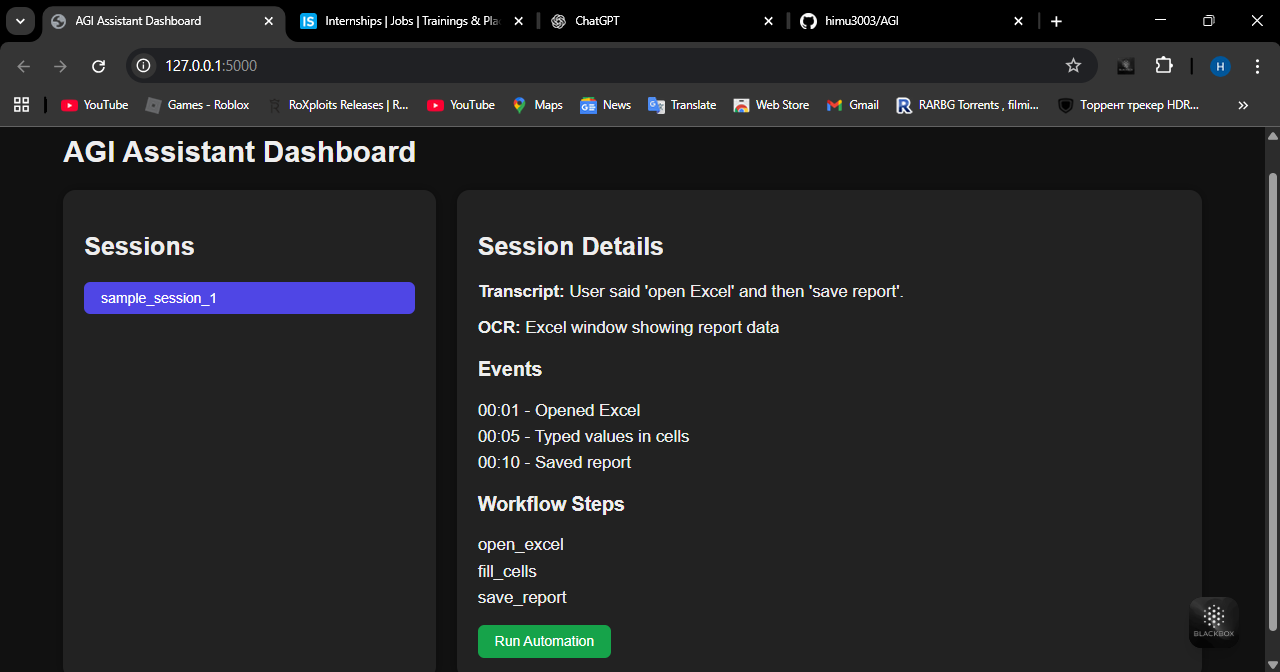 AGI Assistant Dashboard
IS Internships | Jobs | Trainings & Pla
ChatGPT
himu3003/AGI
127.0.0.1:5000
H
YouTube
Games - Roblox
RoXploits Releases | R...
YouTube
Maps
News
Translate
Web Store
Gmail
RARBG Torrents , filmi...
Торрент трекер HDR...
AGI Assistant Dashboard
Sessions
sample_session_1
Session Details
Transcript: User said 'open Excel' and then 'save report'.
OCR: Excel window showing report data
Events
00:01 - Opened Excel
00:05 - Typed values in cells
00:10 - Saved report
Workflow Steps
open_excel
fill_cells
save_report
Run Automation
BLACKBOX